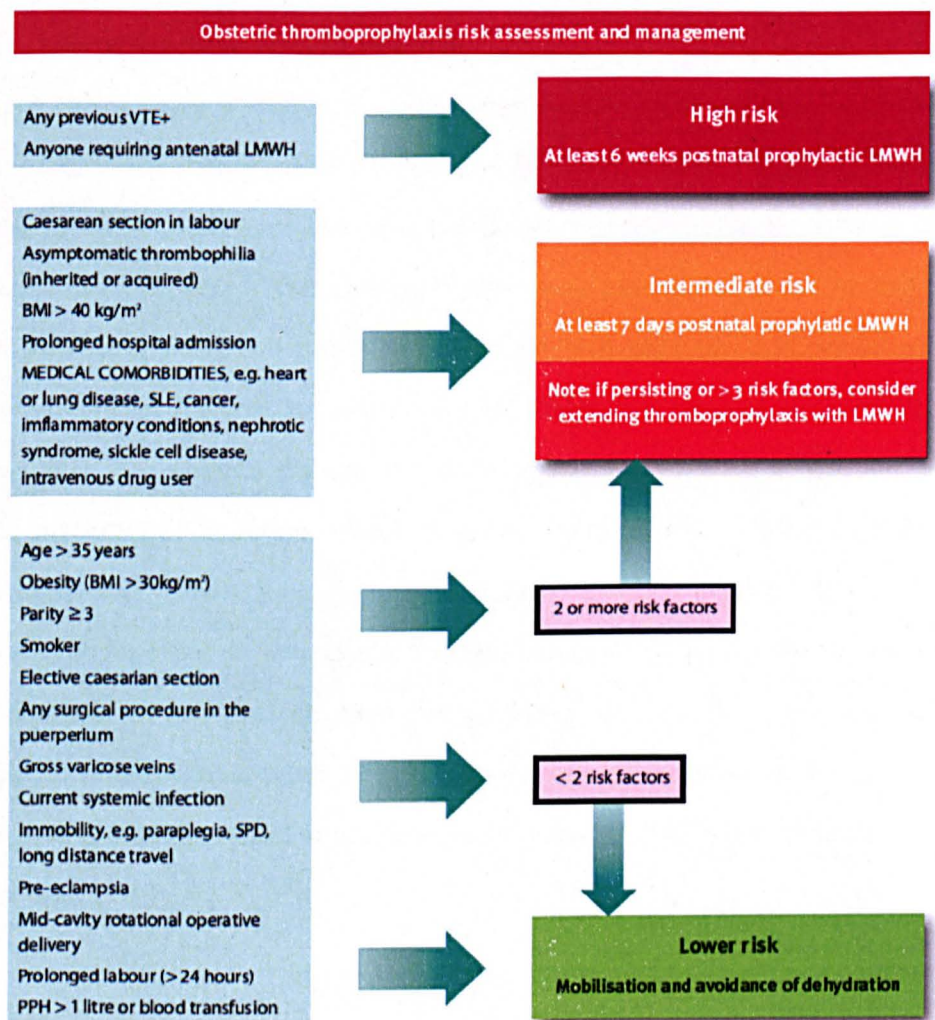 Obstetric thromboprophylaxis risk assessment and management
Any previous VTE+
Anyone requiring antenatal LMWH
High risk
At least 6 weeks postnatal prophylactic LMWH
Caesarean section in labour
Asymptomatic thrombophilia
(inherited or acquired)
BMI > 40 kg/m²
Prolonged hospital admission
MEDICAL COMORBIDITIES, e.g. heart
or lung disease, SLE, cancer,
imflammatory conditions, nephrotic
syndrome, sickle cell disease,
intravenous drug user
Intermediate risk
At least 7 days postnatal prophylatic LMWH
Note: if persisting or >3 risk factors, consider
extending thromboprophylaxis with LMWH
Age > 35 years
Obesity (BMI > 30kg/m²)
Parity ≥ 3
Smoker
Elective caesarian section
Any surgical procedure in the
puerperium
Gross varicose veins
Current systemic infection
Immobility, e.g. paraplegia, SPD,
long distance travel
Pre-eclampsia
Mid-cavity rotational operative
delivery
Prolonged labour (> 24 hours)
PPH > 1 litre or blood transfusion
2 or more risk factors
< 2 risk factors
Lower risk
Mobilisation and avoidance of dehydration